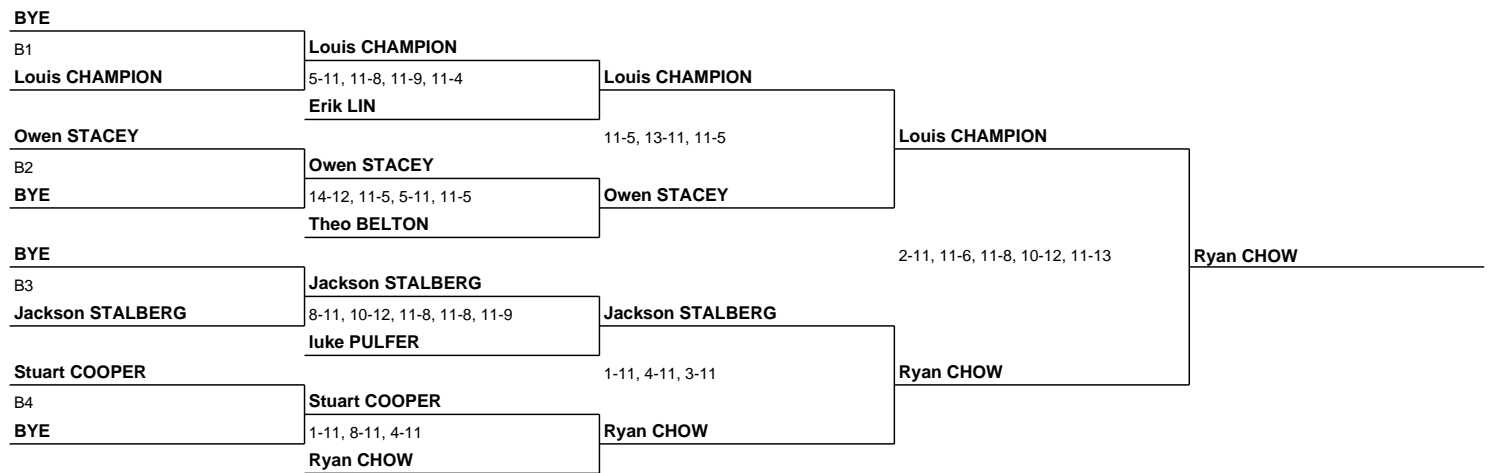 BYE
B1
Louis CHAMPION
Louis CHAMPION
5-11, 11-8, 11-9, 11-4
Louis CHAMPION
Erik LIN
Owen STACEY
11-5, 13-11, 11-5
Louis CHAMPION
B2
Owen STACEY
BYE
14-12, 11-5, 5-11, 11-5
Owen STACEY
Theo BELTON
BYE
2-11, 11-6, 11-8, 10-12, 11-13
Ryan CHOW
B3
Jackson STALBERG
Jackson STALBERG
8-11, 10-12, 11-8, 11-8, 11-9
Jackson STALBERG
luke PULFER
Stuart COOPER
1-11, 4-11, 3-11
Ryan CHOW
B4
Stuart COOPER
BYE
1-11, 8-11, 4-11
Ryan CHOW
Ryan CHOW